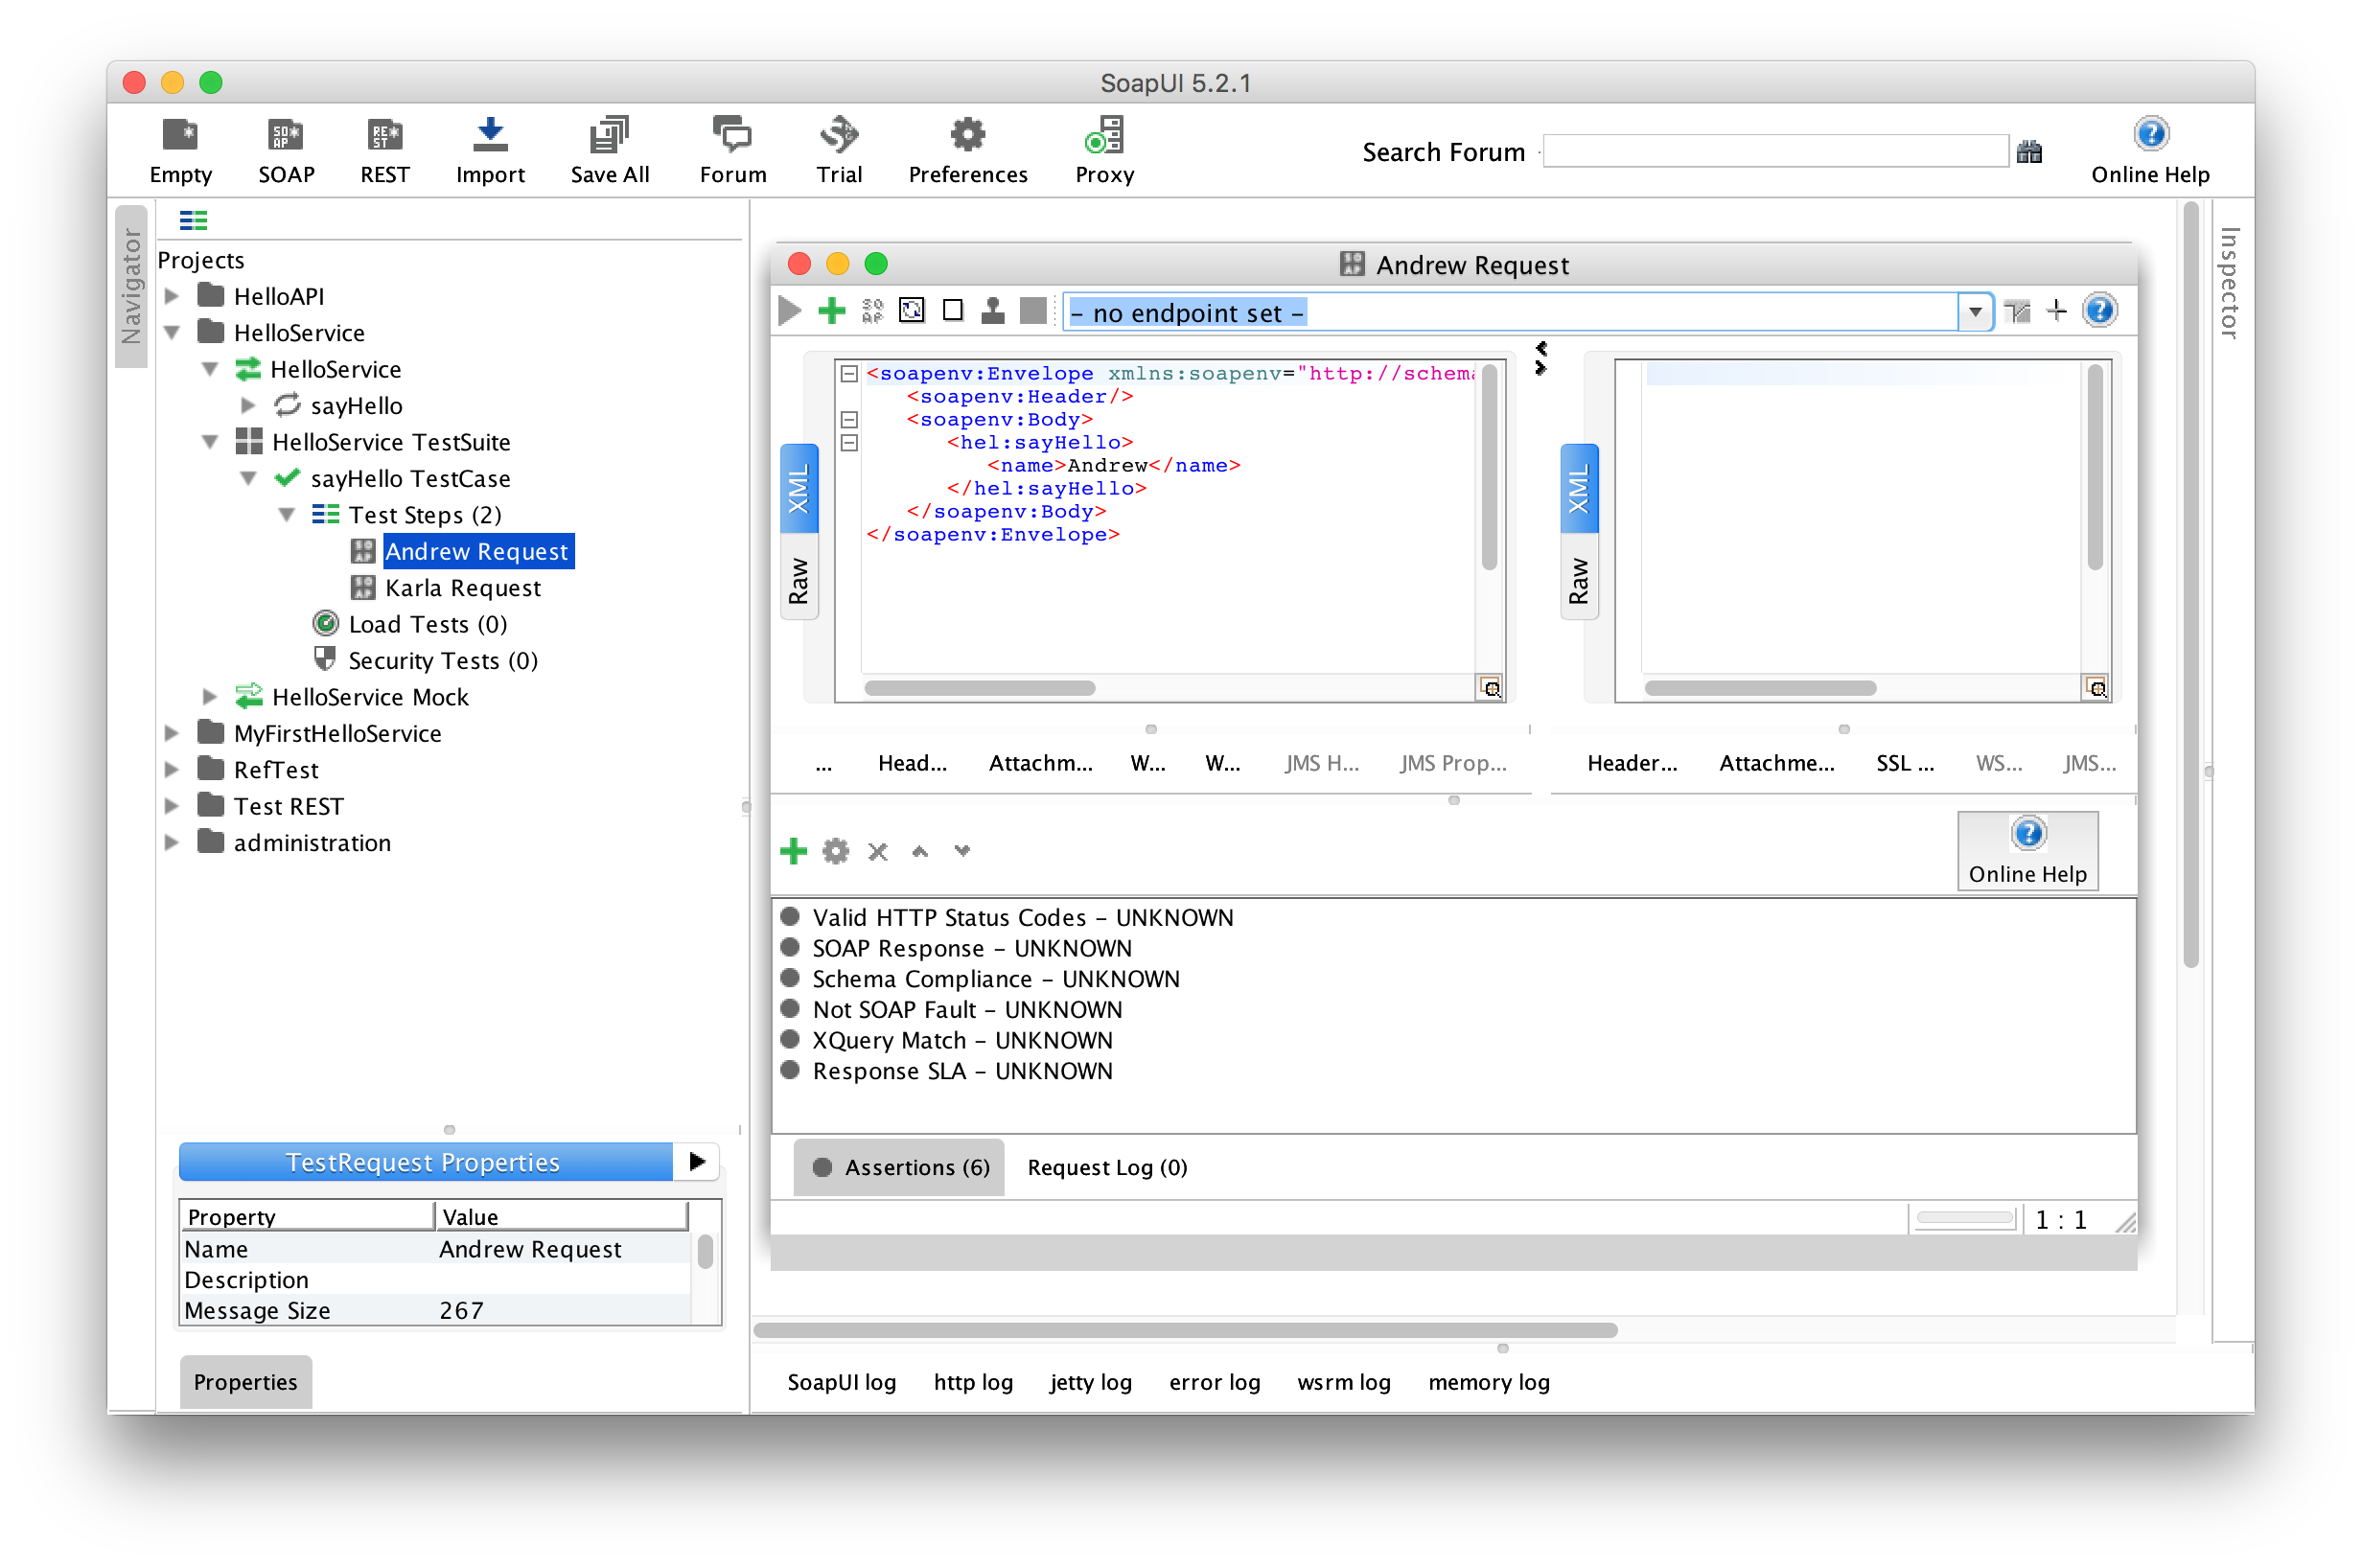 SoapUI 5.2.1
Empty
SOAP
REST
Import
Save All
Forum
Trial
Preferences
Proxy
Search Forum
Online Help
Navigator
Projects
HelloAPI
HelloService
HelloService
sayHello
HelloService TestSuite
sayHello TestCase
Test Steps (2)
Andrew Request
Karla Request
Load Tests (0)
Security Tests (0)
HelloService Mock
MyFirstHelloService
RefTest
Test REST
administration
TestRequest Properties
Property Value
Name Andrew Request
Description
Message Size 267
Properties
Andrew Request
- no endpoint set -
XML
Raw
<soapenv:Envelope xmlns:soapenv="http://schema
<soapenv:Header/>
<soapenv:Body>
<hel:sayHello>
<name>Andrew</name>
</hel:sayHello>
</soapenv:Body>
</soapenv:Envelope>
XML
Raw
... Head... Attachm... W... W... JMS H... JMS Prop...
Header... Attachme... SSL ... WS... JMS...
Online Help
Valid HTTP Status Codes - UNKNOWN
SOAP Response - UNKNOWN
Schema Compliance - UNKNOWN
Not SOAP Fault - UNKNOWN
XQuery Match - UNKNOWN
Response SLA - UNKNOWN
Assertions (6)
Request Log (0)
1 : 1
SoapUI log
http log
jetty log
error log
wsrm log
memory log
Inspector